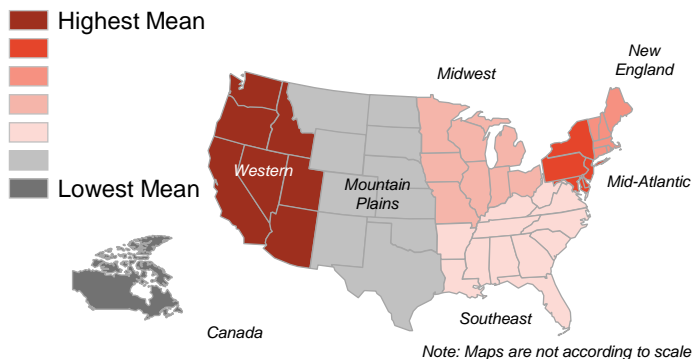 Highest Mean
New
England
Midwest
Western
Mountain
Plains
Mid-Atlantic
Lowest Mean
Southeast
Canada
Note: Maps are not according to scale